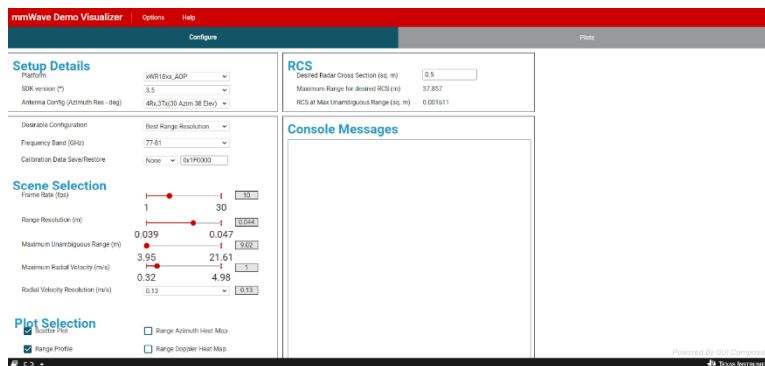 mmWave Demo Visualizer Options Help
Configure Plots
Setup Details
Platform xWR18xx_AOP
SDK version (*) 3.5
Antenna Config (Azimuth Res - deg) 4Rx,3Tx(30 Azim 38 Elev)
Desirable Configuration Best Range Resolution
Frequency Band (GHz) 77-81
Calibration Data Save/Restore None 0x1F0000
Scene Selection
Frame Rate (fps) 10
1 30
Range Resolution (m) 0.044
0.039 0.047
Maximum Unambiguous Range (m) 9.02
3.95 21.61
Maximum Radial Velocity (m/s) 1
0.32 4.98
Radial Velocity Resolution (m/s) 0.13 0.13
Plot Selection
Scatter Plot Range Azimuth Heat Map
Range Profile Range Doppler Heat Map
RCS
Desired Radar Cross Section (sq. m) 0.5
Maximum Range for desired RCS (m) 37.857
RCS at Max Unambiguous Range (sq. m) 0.001611
Console Messages
Powered By GUI Composer
TEXAS INSTRUME